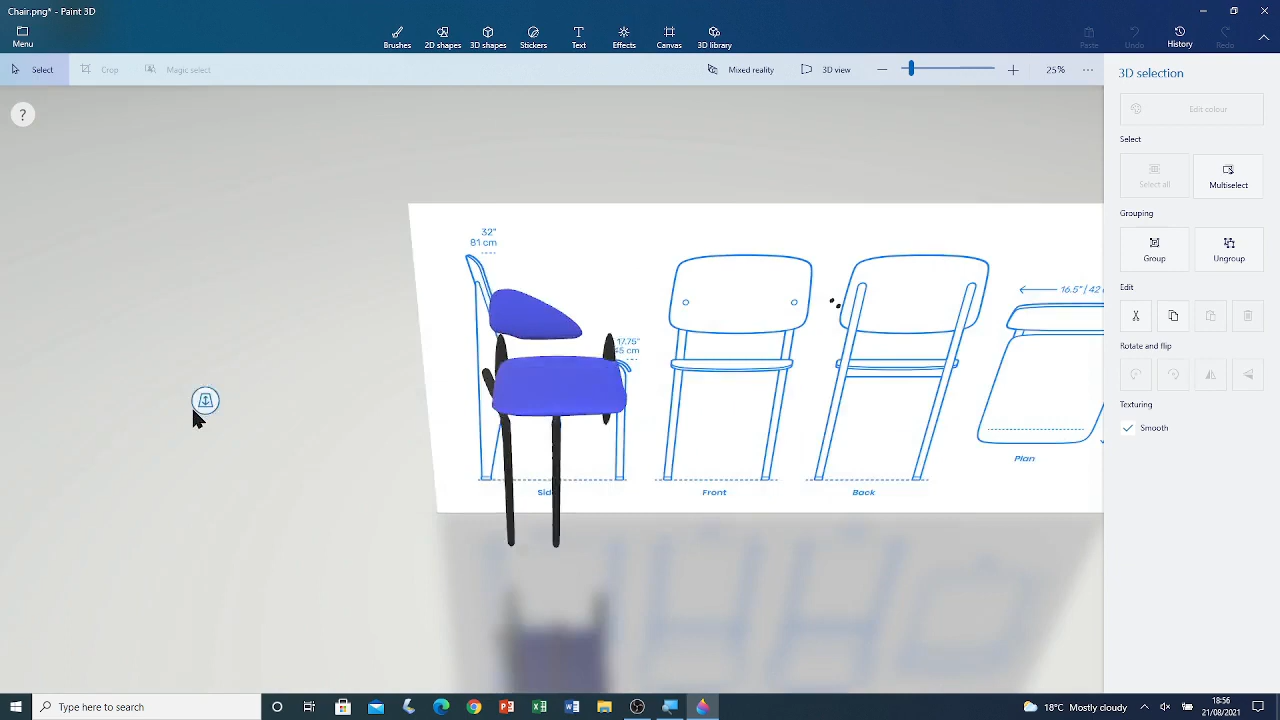 Chair.png* - Paint 3D
Menu
Brushes
2D shapes
3D shapes
Stickers
Text
Effects
Canvas
3D library
Paste
Undo
History
Redo
Select
Crop
Magic select
Mixed reality
3D view
25%
3D selection
?
Edit colour
Select
Select all
Multiselect
Grouping
Group
Ungroup
Edit
Rotate and flip
Texturing
Smooth
32"
81 cm
17.75"
45 cm
16.5" | 42
Front
Back
Plan
Type here to search
18°C Mostly cloudy
18:56
21/08/2021